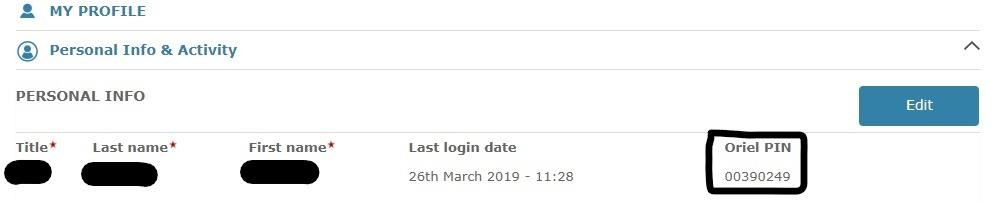 MY PROFILE
Personal Info & Activity
PERSONAL INFO
Edit
Title* Last name* First name* Last login date Oriel PIN
26th March 2019 - 11:28 00390249